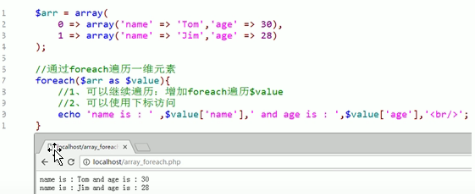 $arr = array(
0 => array('name' => 'Tom','age' => 30),
1 => array('name' => 'Jim','age' => 28)
);
//通过foreach遍历一维元素
foreach($arr as $value){
//1、可以继续遍历：增加foreach遍历$value
//2、可以使用下标访问
echo 'name is : ' ,$value['name'],' and age is : ',$value['age'],'<br/>';
}
localhost/array_foreac
localhost/array_foreach.php
name is : Tom and age is : 30
name is : Jim and age is : 28